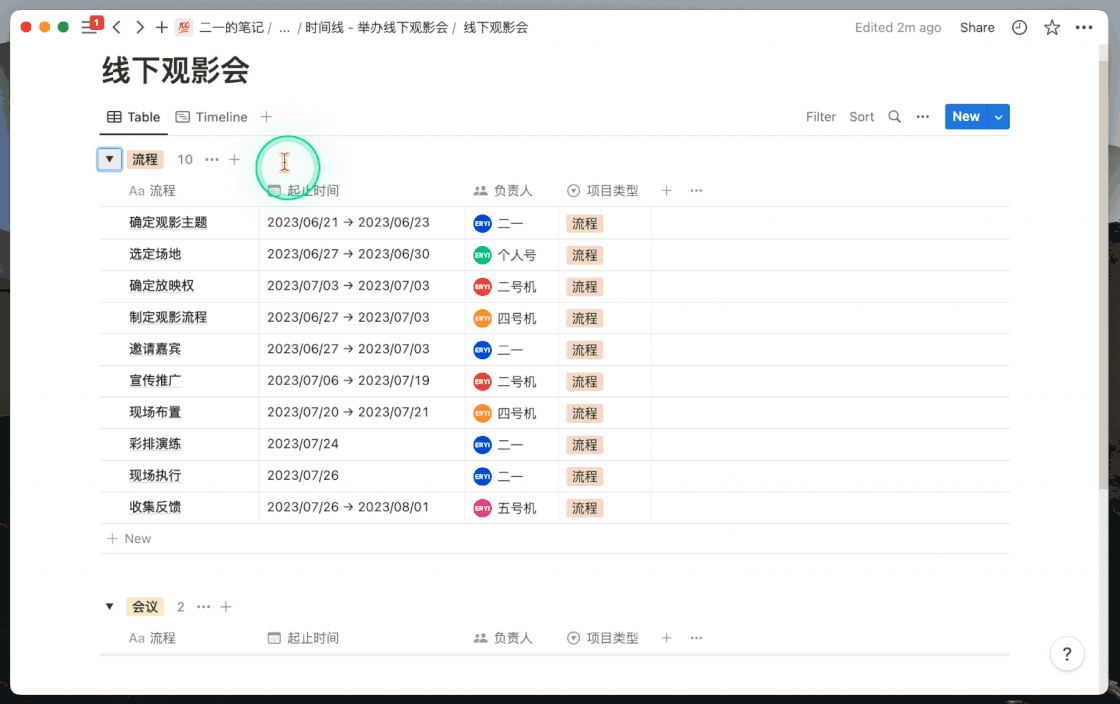 1 二一的笔记 / ... / 时间线 - 举办线下观影会 / 线下观影会 Edited 2m ago Share
线下观影会
Table Timeline Filter Sort New
流程 10
Aa 流程 起止时间 负责人 项目类型
确定观影主题 2023/06/21 → 2023/06/23 ERYI 二一 流程
选定场地 2023/06/27 → 2023/06/30 ERYI 个人号 流程
确定放映权 2023/07/03 → 2023/07/03 ERYI 二号机 流程
制定观影流程 2023/06/27 → 2023/07/03 ERYI 四号机 流程
邀请嘉宾 2023/06/27 → 2023/07/03 ERYI 二一 流程
宣传推广 2023/07/06 → 2023/07/19 ERYI 二号机 流程
现场布置 2023/07/20 → 2023/07/21 ERYI 四号机 流程
彩排演练 2023/07/24 ERYI 二一 流程
现场执行 2023/07/26 ERYI 二一 流程
收集反馈 2023/07/26 → 2023/08/01 ERYI 五号机 流程
+ New
会议 2
Aa 流程 起止时间 负责人 项目类型
?